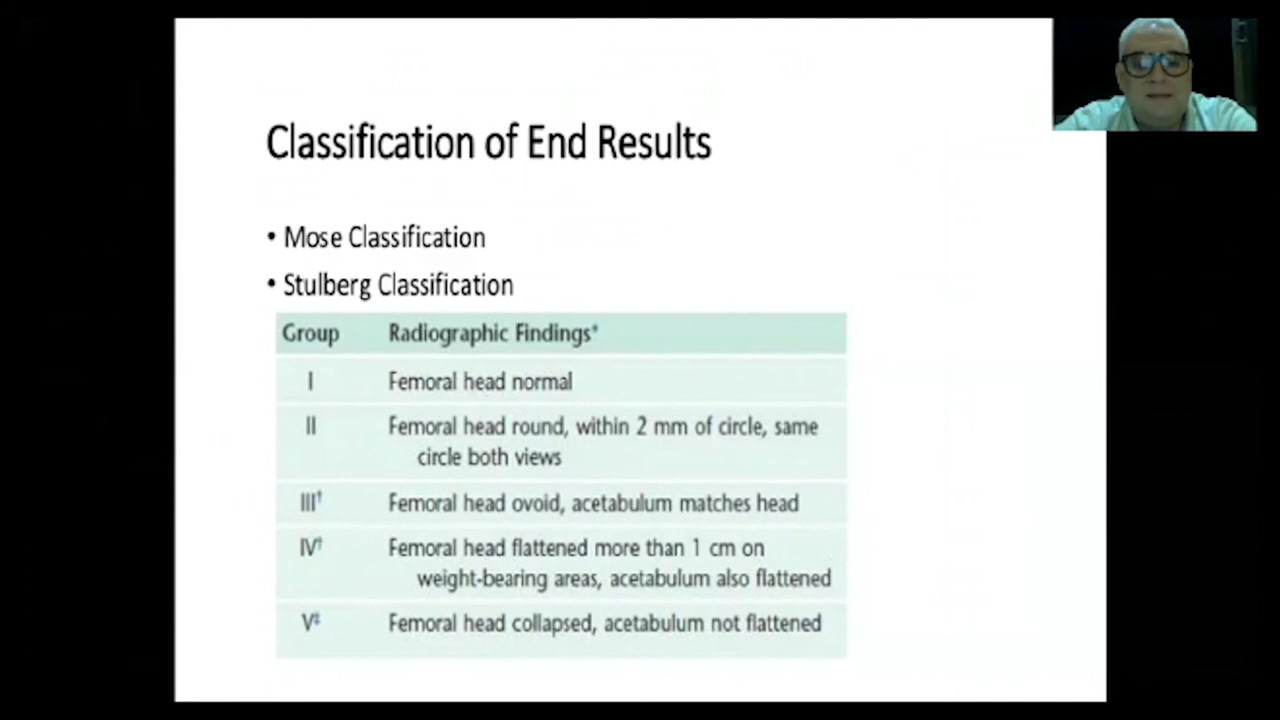 Classification of End Results
• Mose Classification
• Stulberg Classification
Group Radiographic Findings*
I Femoral head normal
II Femoral head round, within 2 mm of circle, same
circle both views
III† Femoral head ovoid, acetabulum matches head
IV† Femoral head flattened more than 1 cm on
weight-bearing areas, acetabulum also flattened
V‡ Femoral head collapsed, acetabulum not flattened